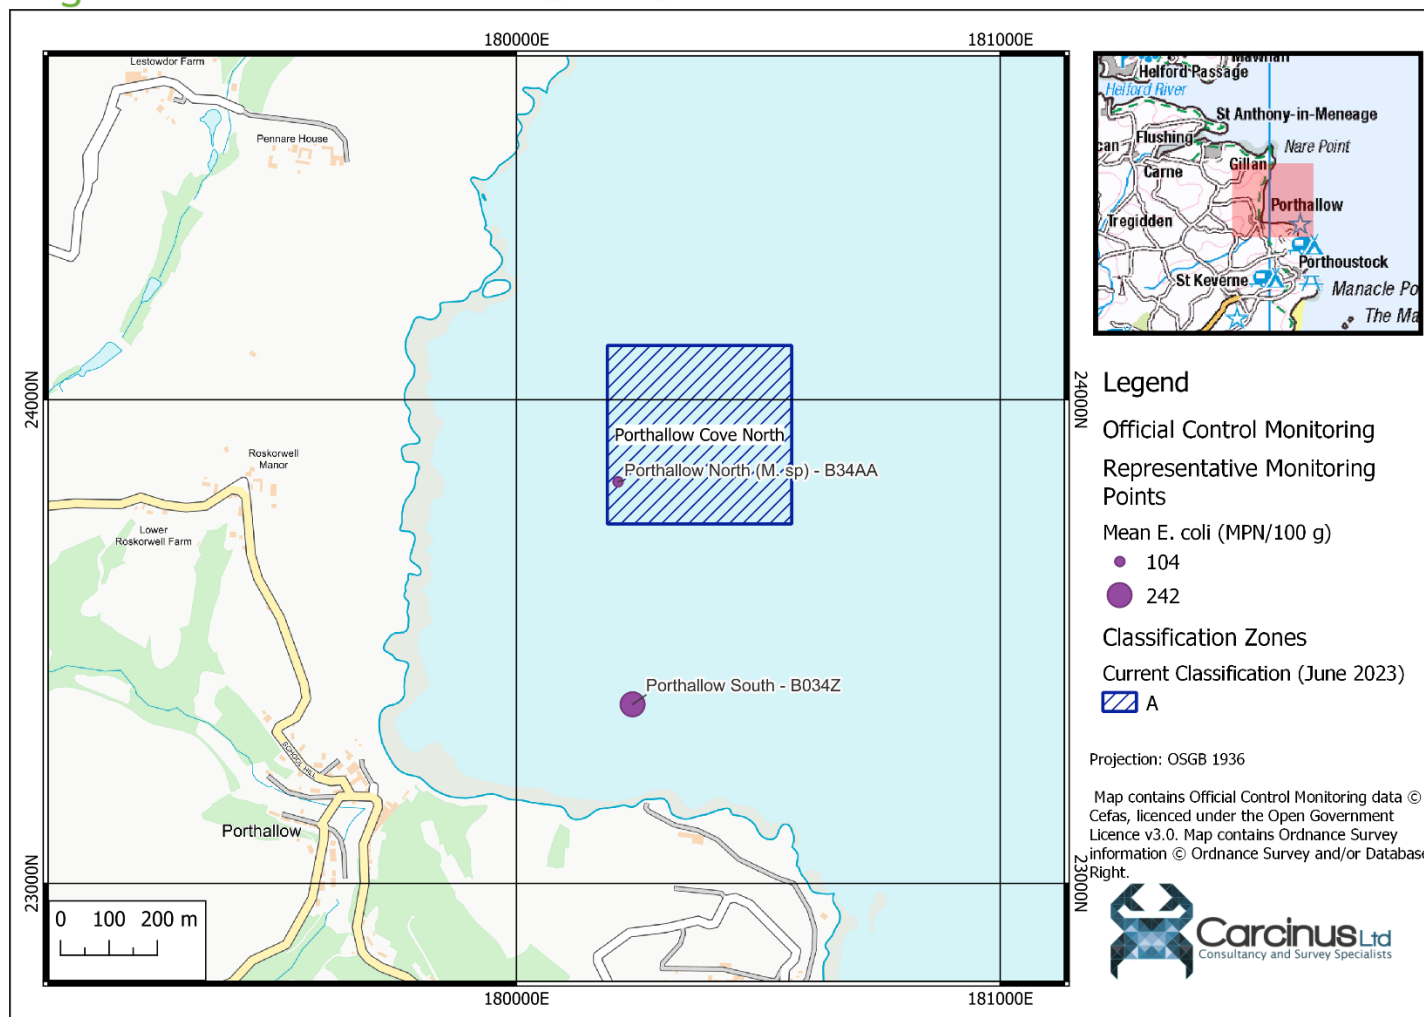 180000E
181000E
Lestowdor Farm
Pennare House
24000N
24000N
Porthallow Cove North
Porthallow North (M. sp) - B34AA
Roskorwell
Manor
Lower
Roskorwell Farm
Porthallow South - B034Z
SCHOOL HILL
Porthallow
23000N
23000N
0 100 200 m
180000E
181000E
Helford Passage
Helford River
St Anthony-in-Meneage
Flushing
Nare Point
Gillan
Carne
Porthallow
Tregidden
Porthoustock
St Keverne
Manacle Po
The Ma
Legend
Official Control Monitoring
Representative Monitoring
Points
Mean E. coli (MPN/100 g)
104
242
Classification Zones
Current Classification (June 2023)
A
Projection: OSGB 1936
Map contains Official Control Monitoring data ©
Cefas, licenced under the Open Government
Licence v3.0. Map contains Ordnance Survey
information © Ordnance Survey and/or Database
Right.
Carcinus Ltd
Consultancy and Survey Specialists